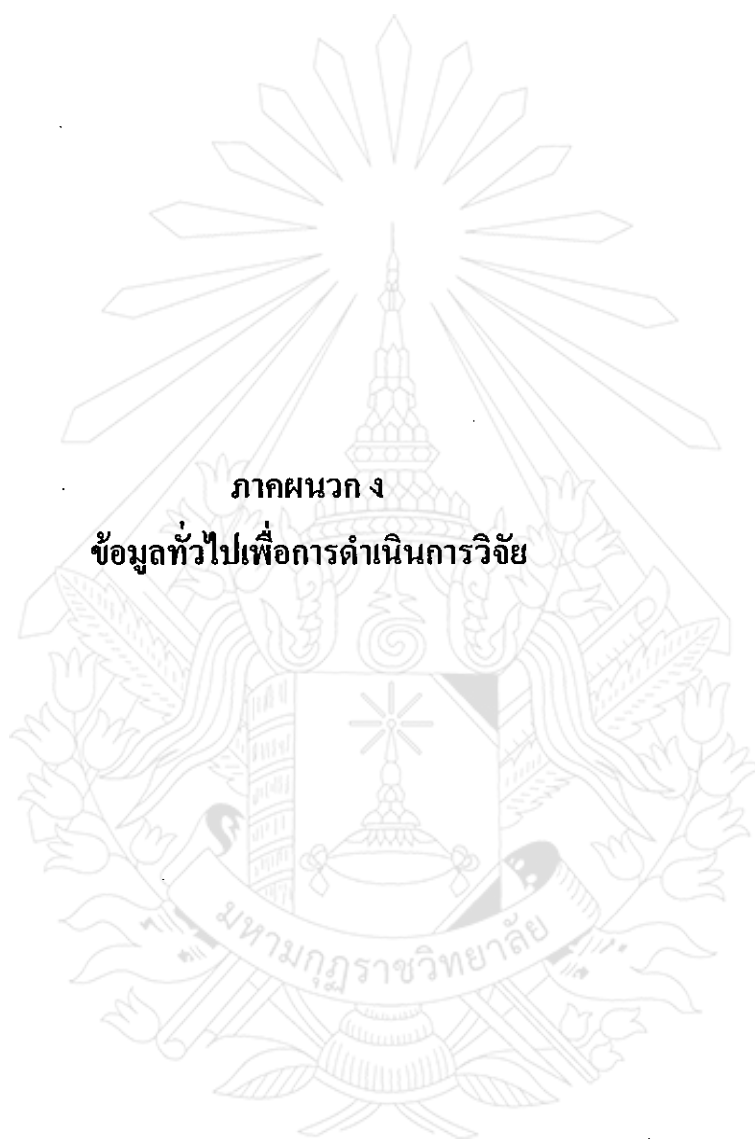 ภาคผนวก ง
ข้อมูลทั่วไปเพื่อการดำเนินการวิจัย
มหามกุฏราชวิทยาลัย